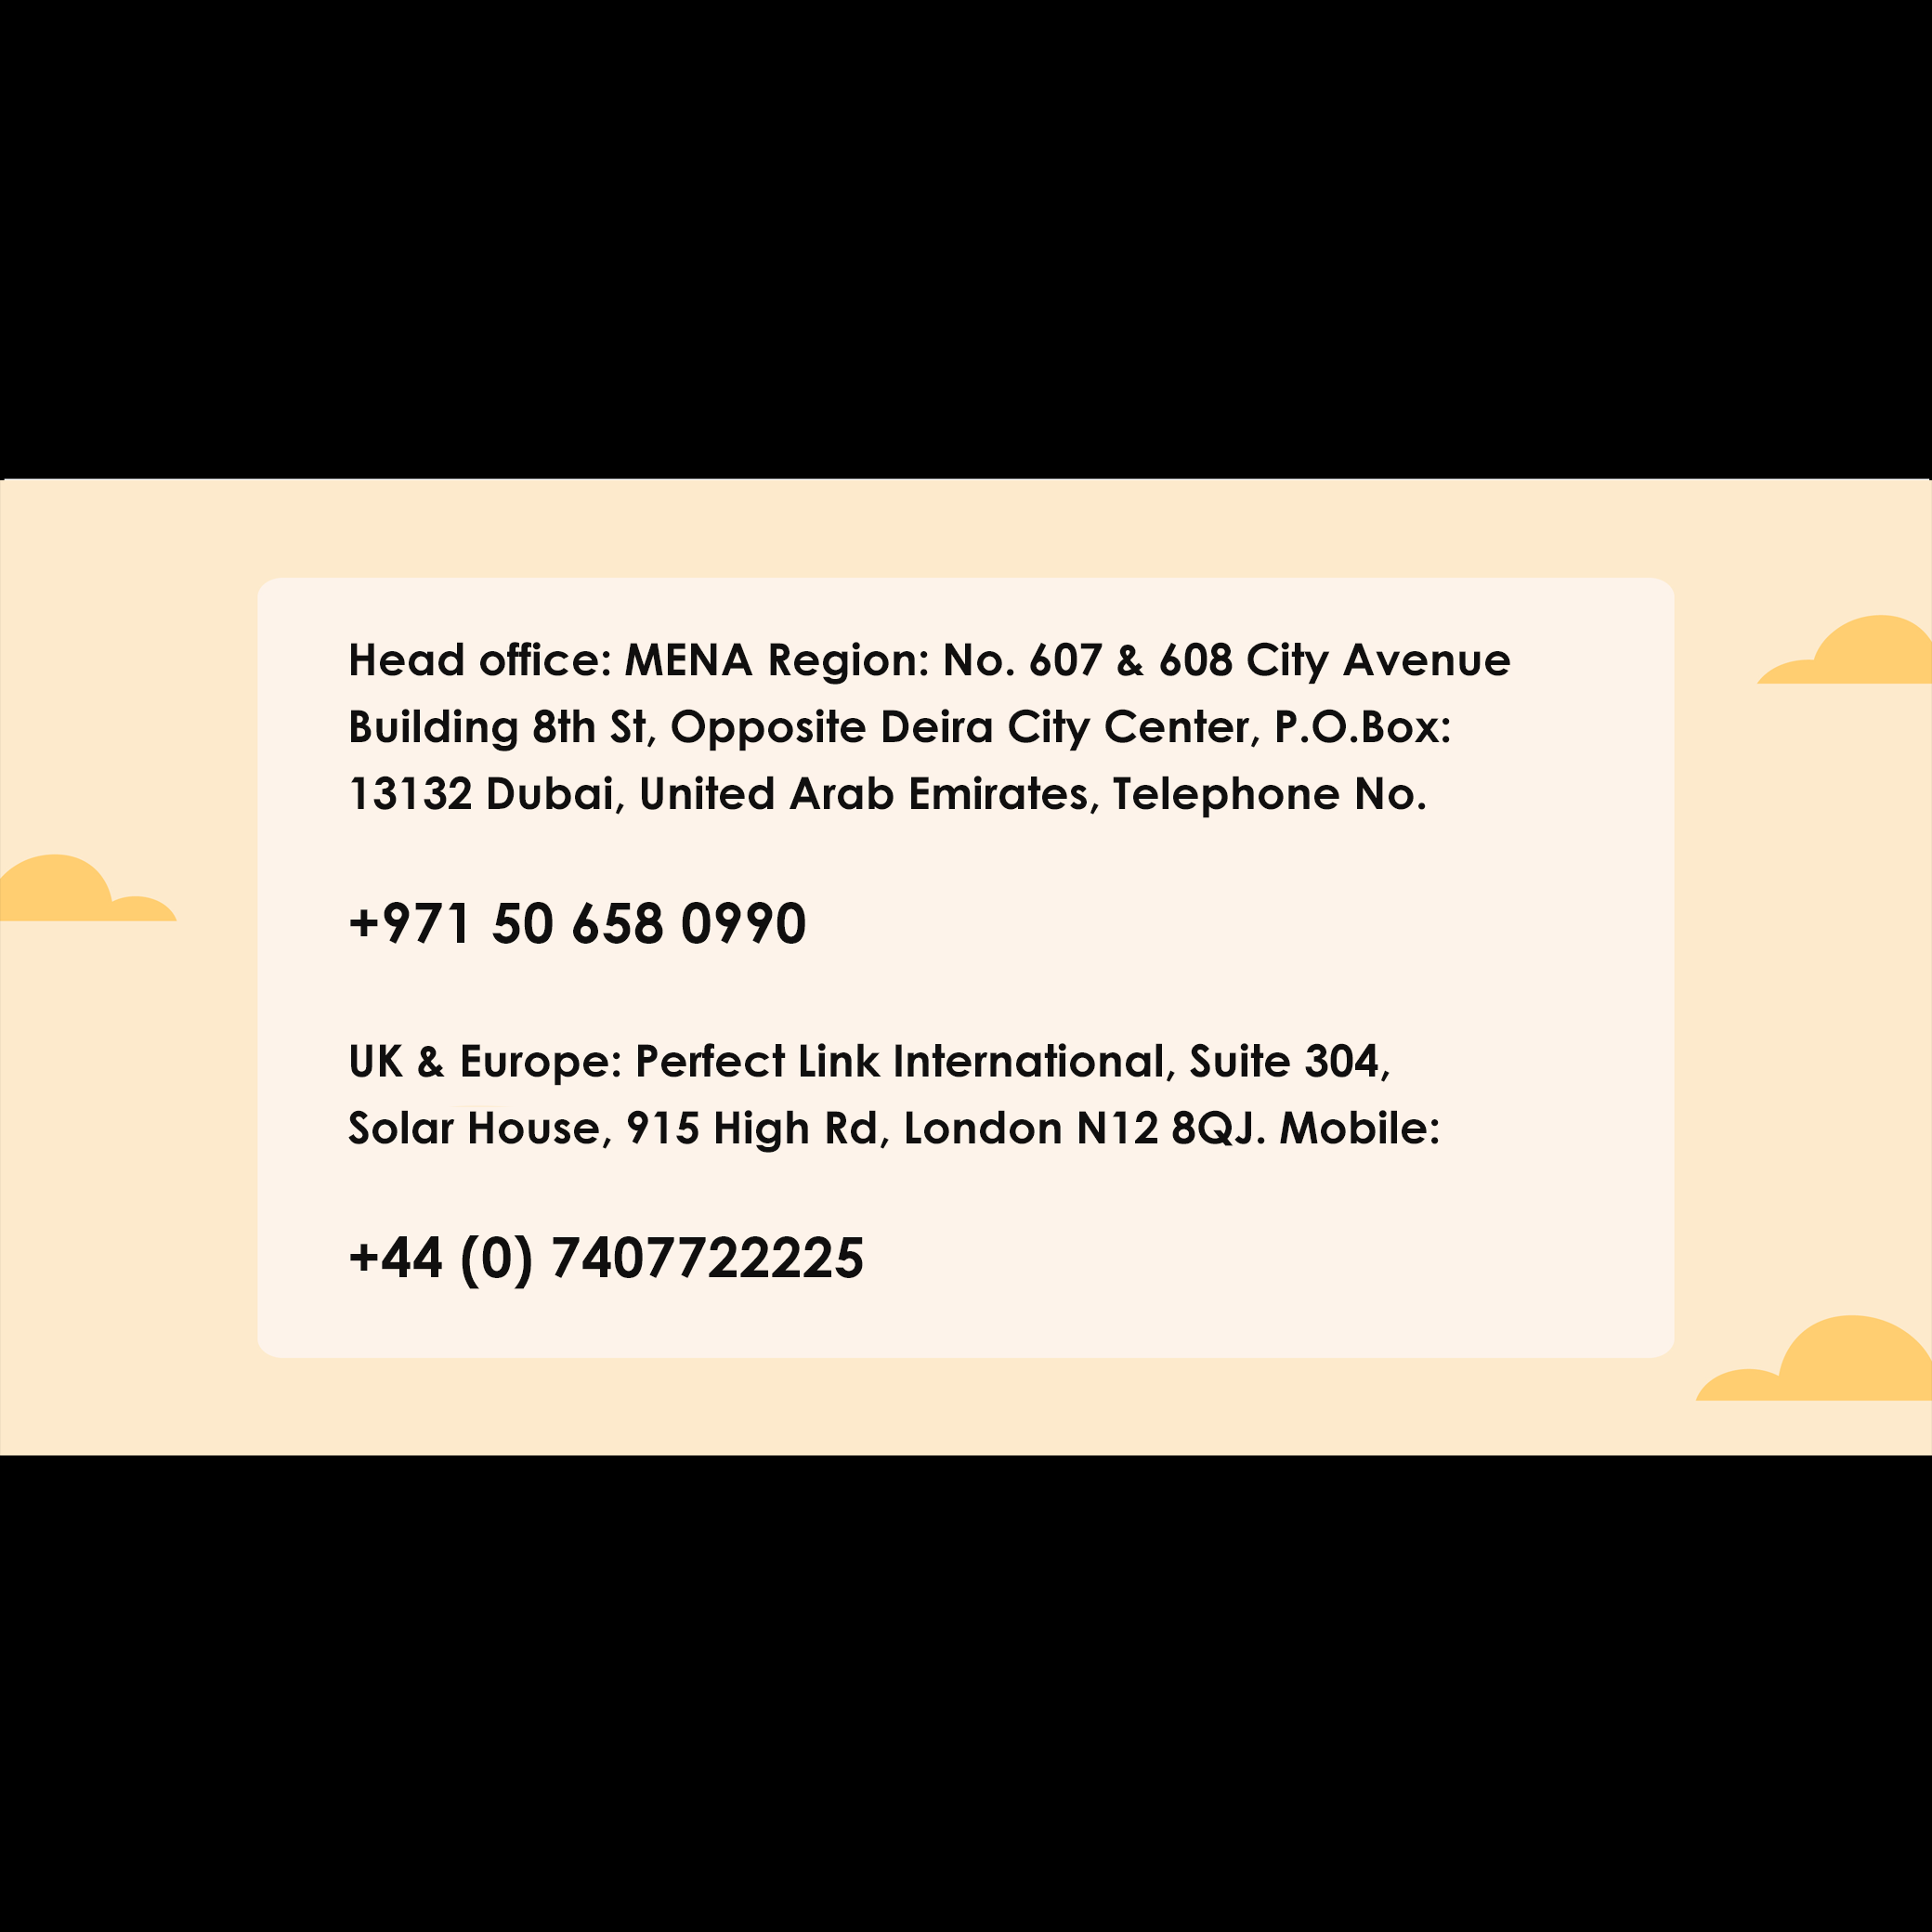 Head office: MENA Region: No. 607 & 608 City Avenue
Building 8th St, Opposite Deira City Center, P.O.Box:
13132 Dubai, United Arab Emirates, Telephone No.
+971 50 658 0990
UK & Europe: Perfect Link International, Suite 304,
Solar House, 915 High Rd, London N12 8QJ. Mobile:
+44 (0) 7407722225